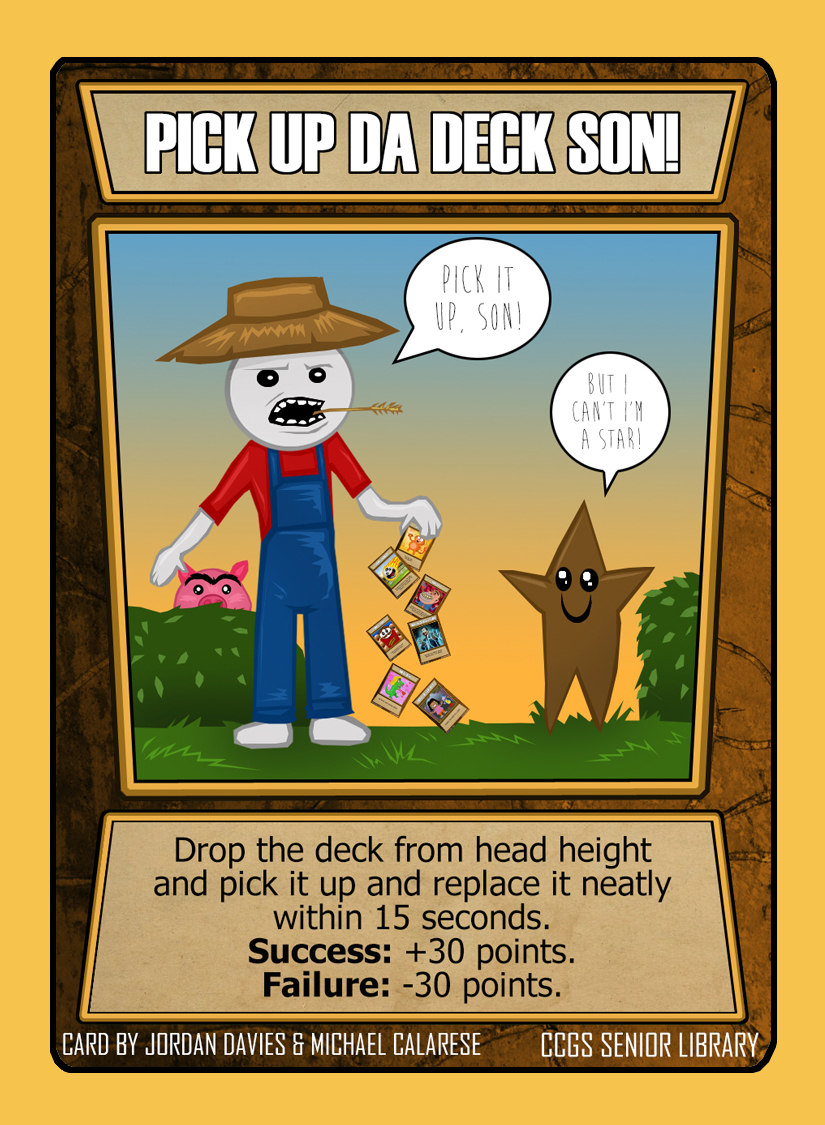 PICK UP DA DECK SON!
PICK IT
UP, SON!
BUT I
CAN'T I'M
A STAR!
Drop the deck from head height
and pick it up and replace it neatly
within 15 seconds.
Success: +30 points.
Failure: -30 points.
CARD BY JORDAN DAVIES & MICHAEL CALARESE
CCGS SENIOR LIBRARY